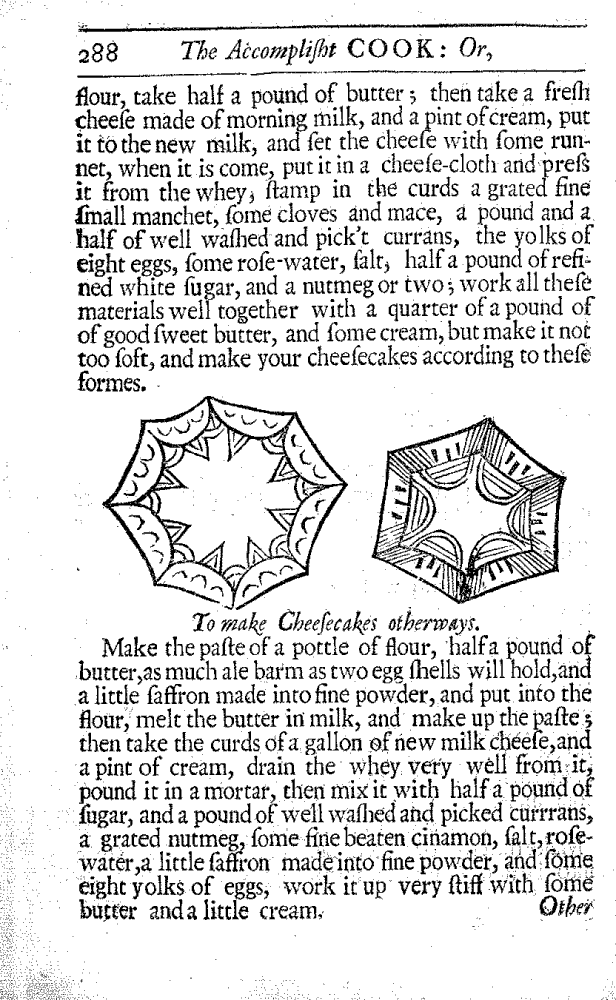 288 The Accompliſht COOK: Or,
flour, take half a pound of butter; then take a freſh
cheeſe made of morning milk, and a pint of cream, put
it to the new milk, and ſet the cheeſe with ſome run-
net, when it is come, put it in a cheeſe-cloth and preſs
it from the whey, ſtamp in the curds a grated fine
ſmall manchet, ſome cloves and mace, a pound and a
half of well waſhed and pick't currans, the yolks of
eight eggs, ſome roſe-water, ſalt, half a pound of refi-
ned white ſugar, and a nutmeg or two; work all theſe
materials well together with a quarter of a pound of
of good ſweet butter, and ſome cream, but make it not
too ſoft, and make your cheeſecakes according to theſe
formes.
To make Cheeſecakes otherways.
Make the paſte of a pottle of flour, half a pound of
butter, as much ale barm as two egg ſhells will hold, and
a little ſaffron made into fine powder, and put into the
flour, melt the butter in milk, and make up the paſte;
then take the curds of a gallon of new milk cheeſe, and
a pint of cream, drain the whey very well from it,
pound it in a mortar, then mix it with half a pound of
ſugar, and a pound of well waſhed and picked currrans,
a grated nutmeg, ſome fine beaten cinamon, ſalt, roſe-
water, a little ſaffron made into fine powder, and ſome
eight yolks of eggs, work it up very ſtiff with ſome
butter and a little cream. Other